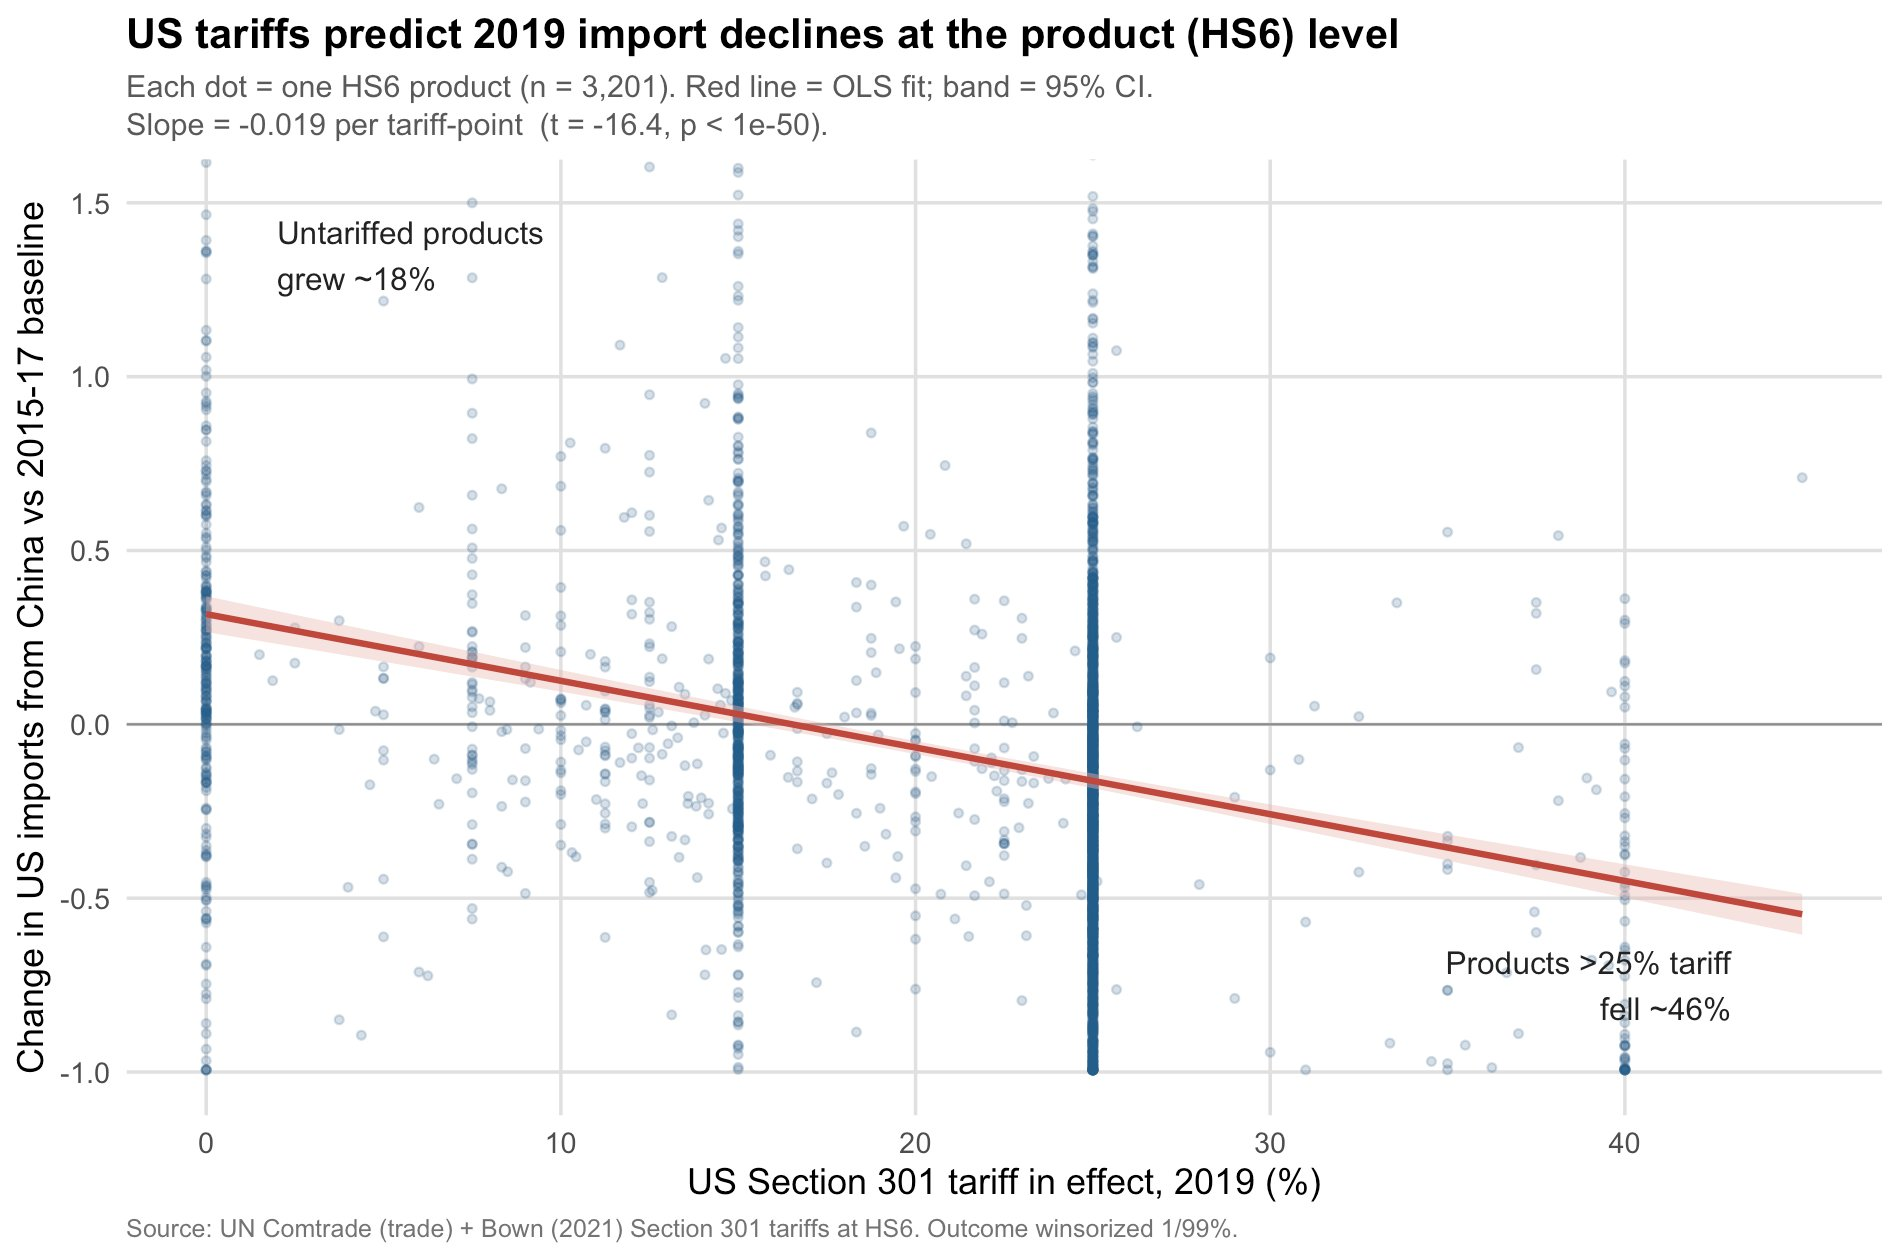 US tariffs predict 2019 import declines at the product (HS6) level
Each dot = one HS6 product (n = 3,201). Red line = OLS fit; band = 95% CI.
Slope = -0.019 per tariff-point  (t = -16.4, p < 1e-50).
Change in US imports from China vs 2015-17 baseline
1.5
1.0
0.5
0.0
-0.5
-1.0
Untariffed products
grew ~18%
Products >25% tariff
fell ~46%
0
10
20
30
40
US Section 301 tariff in effect, 2019 (%)
Source: UN Comtrade (trade) + Bown (2021) Section 301 tariffs at HS6. Outcome winsorized 1/99%.